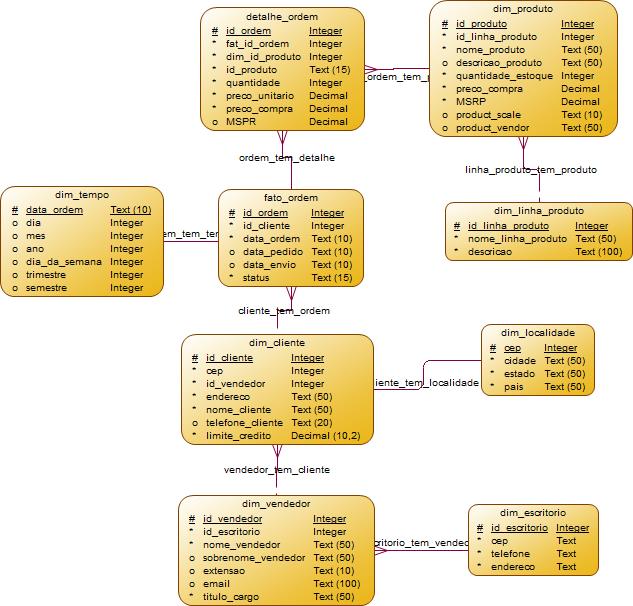 detalhe_ordem
# id_ordem Integer
* fat_id_ordem Integer
* dim_id_produto Integer
* id_produto Text (15)
* quantidade Integer
* preco_unitario Decimal
* preco_compra Decimal
o MSPR Decimal
dim_produto
# id_produto Integer
* id_linha_produto Integer
* nome_produto Text (50)
o descricao_produto Text (50)
* quantidade_estoque Integer
* preco_compra Decimal
* MSRP Decimal
o product_scale Text (10)
o product_vendor Text (50)
_ordem_tem_p
ordem_tem_detalhe
linha_produto_tem_produto
dim_tempo
# data_ordem Text (10)
o dia Integer
o mes Integer
o ano Integer
o dia_da_semana Integer
o trimestre Integer
o semestre Integer
em_tem_ter
fato_ordem
# id_ordem Integer
* id_cliente Integer
* data_ordem Text (10)
o data_pedido Text (10)
o data_envio Text (10)
* status Text (15)
dim_linha_produto
# id_linha_produto Integer
* nome_linha_produto Text (50)
* descricao Text (100)
cliente_tem_ordem
dim_cliente
# id_cliente Integer
* cep Integer
* id_vendedor Integer
* endereco Text (50)
* nome_cliente Text (50)
o telefone_cliente Text (20)
* limite_credito Decimal (10,2)
iente_tem_localidade
dim_localidade
# cep Integer
* cidade Text (50)
* estado Text (50)
* pais Text (50)
vendedor_tem_cliente
dim_vendedor
# id_vendedor Integer
* id_escritorio Integer
* nome_vendedor Text (50)
o sobrenome_vendedor Text (50)
o extensao Text (10)
o email Text (100)
* titulo_cargo Text (50)
critorio_tem_vended
dim_escritorio
# id_escritorio Integer
* cep Text
* telefone Text
* endereco Text